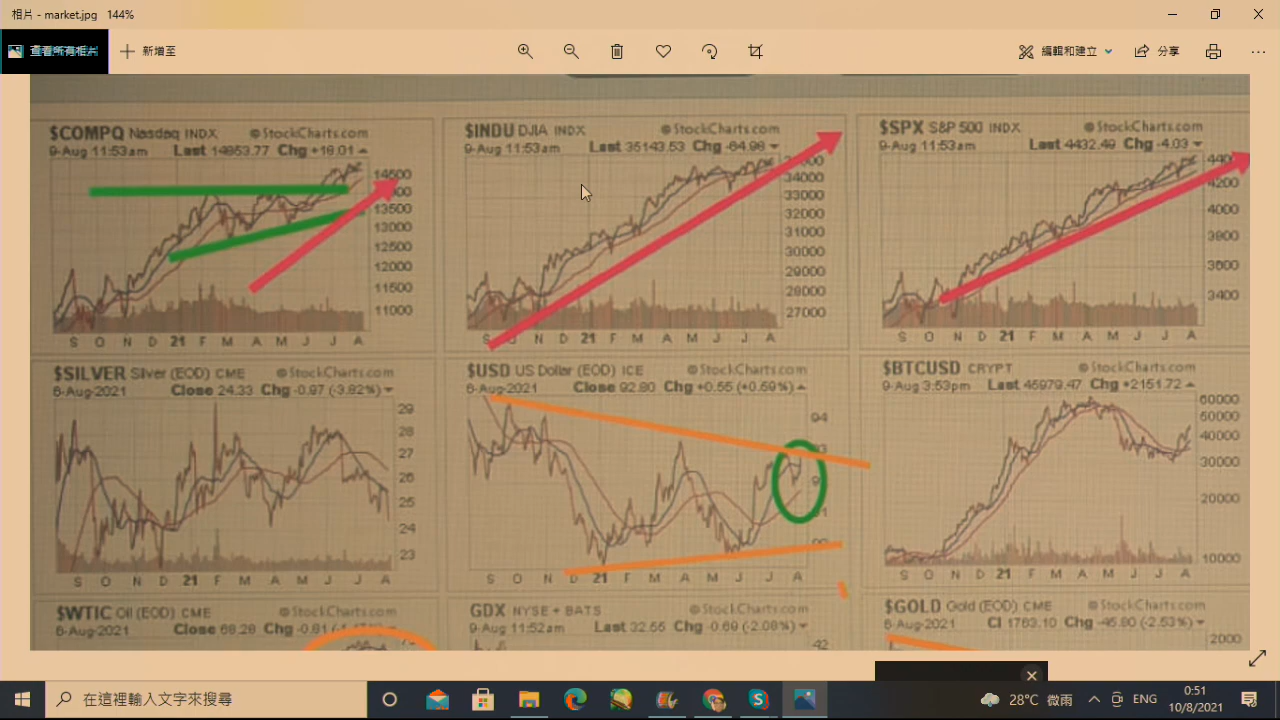 相片 - market.jpg 144%
查看所有相片
新增至
編輯和建立
分享
$COMPQ Nasdaq INDX © StockCharts.com
9-Aug 11:53am Last 14853.77 Chg +18.01
14500
13500
13000
12500
12000
11500
11000
S O N D 21 F M A M J J A
$INDU DJIA INDX © StockCharts.com
9-Aug 11:53am Last 35143.53 Chg -64.98
34000
33000
32000
31000
30000
29000
28000
27000
S N D 21 F M A M J J A
$SPX S&P 500 INDX © StockCharts.com
9-Aug 11:53am Last 4432.49 Chg -4.03
4200
4000
3800
3600
3400
S O N D 21 F M A M J J A
$SILVER Silver (EOD) CME © StockCharts.com
6-Aug-2021 Close 24.33 Chg -0.97 (-3.82%)
29
28
27
26
25
24
23
S O N D 21 F M A M J J A
$USD US Dollar (EOD) ICE © StockCharts.com
6-Aug-2021 Close 92.80 Chg +0.55 (+0.59%)
94
S O N D 21 F M A M J J A
$BTCUSD CRYPT © StockCharts.com
9-Aug 3:53pm Last 45979.47 Chg +2151.72
60000
50000
40000
30000
20000
10000
S O N D 21 F M A M J J A
$WTIC Oil (EOD) CME © StockCharts.com
6-Aug-2021 Close 68.28 Chg -0.81
GDX NYSE + BATS © StockCharts.com
9-Aug 11:52am Last 32.55 Chg -0.69 (-2.08%)
42
$GOLD Gold (EOD) CME © StockCharts.com
6-Aug-2021 Cl 1763.10 Chg -45.80 (-2.53%)
2000
在這裡輸入文字來搜尋
28°C 微雨
ENG
0:51
10/8/2021